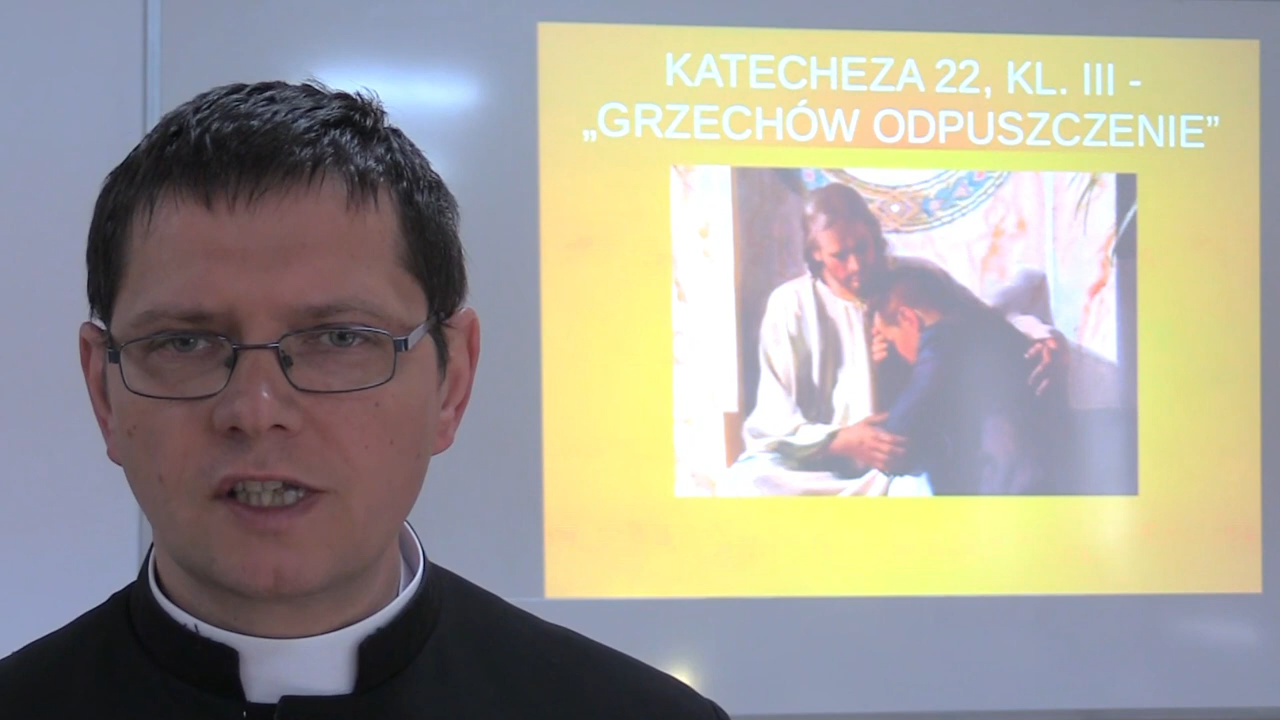 KATECHEZA 22, KL. III -
„GRZECHÓW ODPUSZCZENIE”